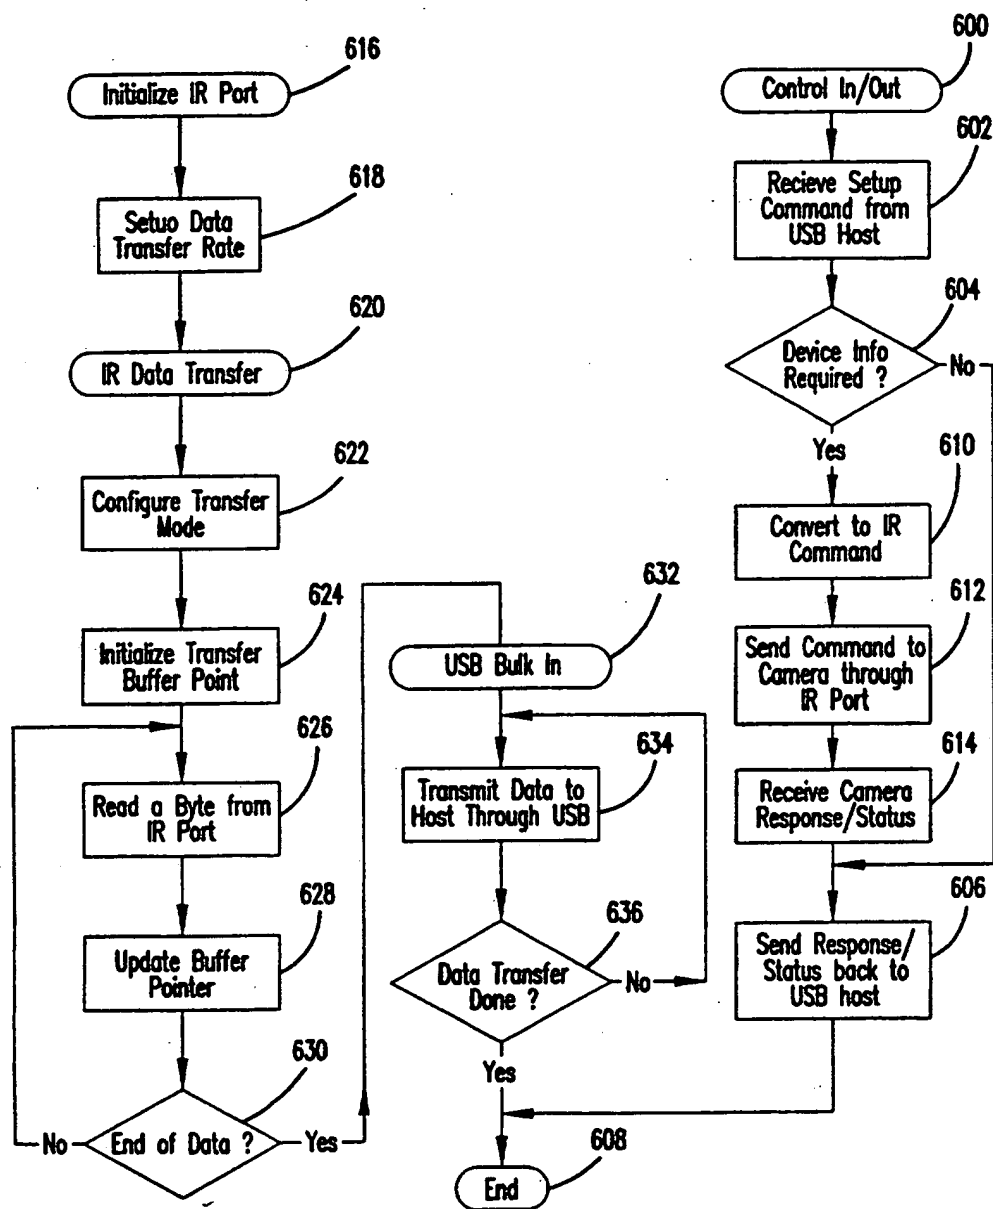 616
Initialize IR Port
618
Setuo Data
Transfer Rate
620
IR Data Transfer
622
Configure Transfer
Mode
624
Initialize Transfer
Buffer Point
626
Read a Byte from
IR Port
628
Update Buffer
Pointer
630
End of Data ?
No
Yes
632
USB Bulk In
634
Transmit Data to
Host Through USB
636
Data Transfer
Done ?
No
Yes
608
End
600
Control In/Out
602
Recieve Setup
Command from
USB Host
604
Device Info
Required ?
No
Yes
610
Convert to IR
Command
612
Send Command to
Camera through
IR Port
614
Receive Camera
Response/Status
606
Send Response/
Status back to
USB host